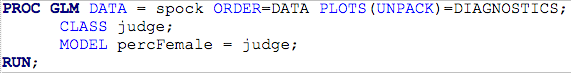 PROC GLM DATA = spock ORDER=DATA PLOTS(UNPACK)=DIAGNOSTICS;
CLASS judge;
MODEL percFemale = judge;
RUN;